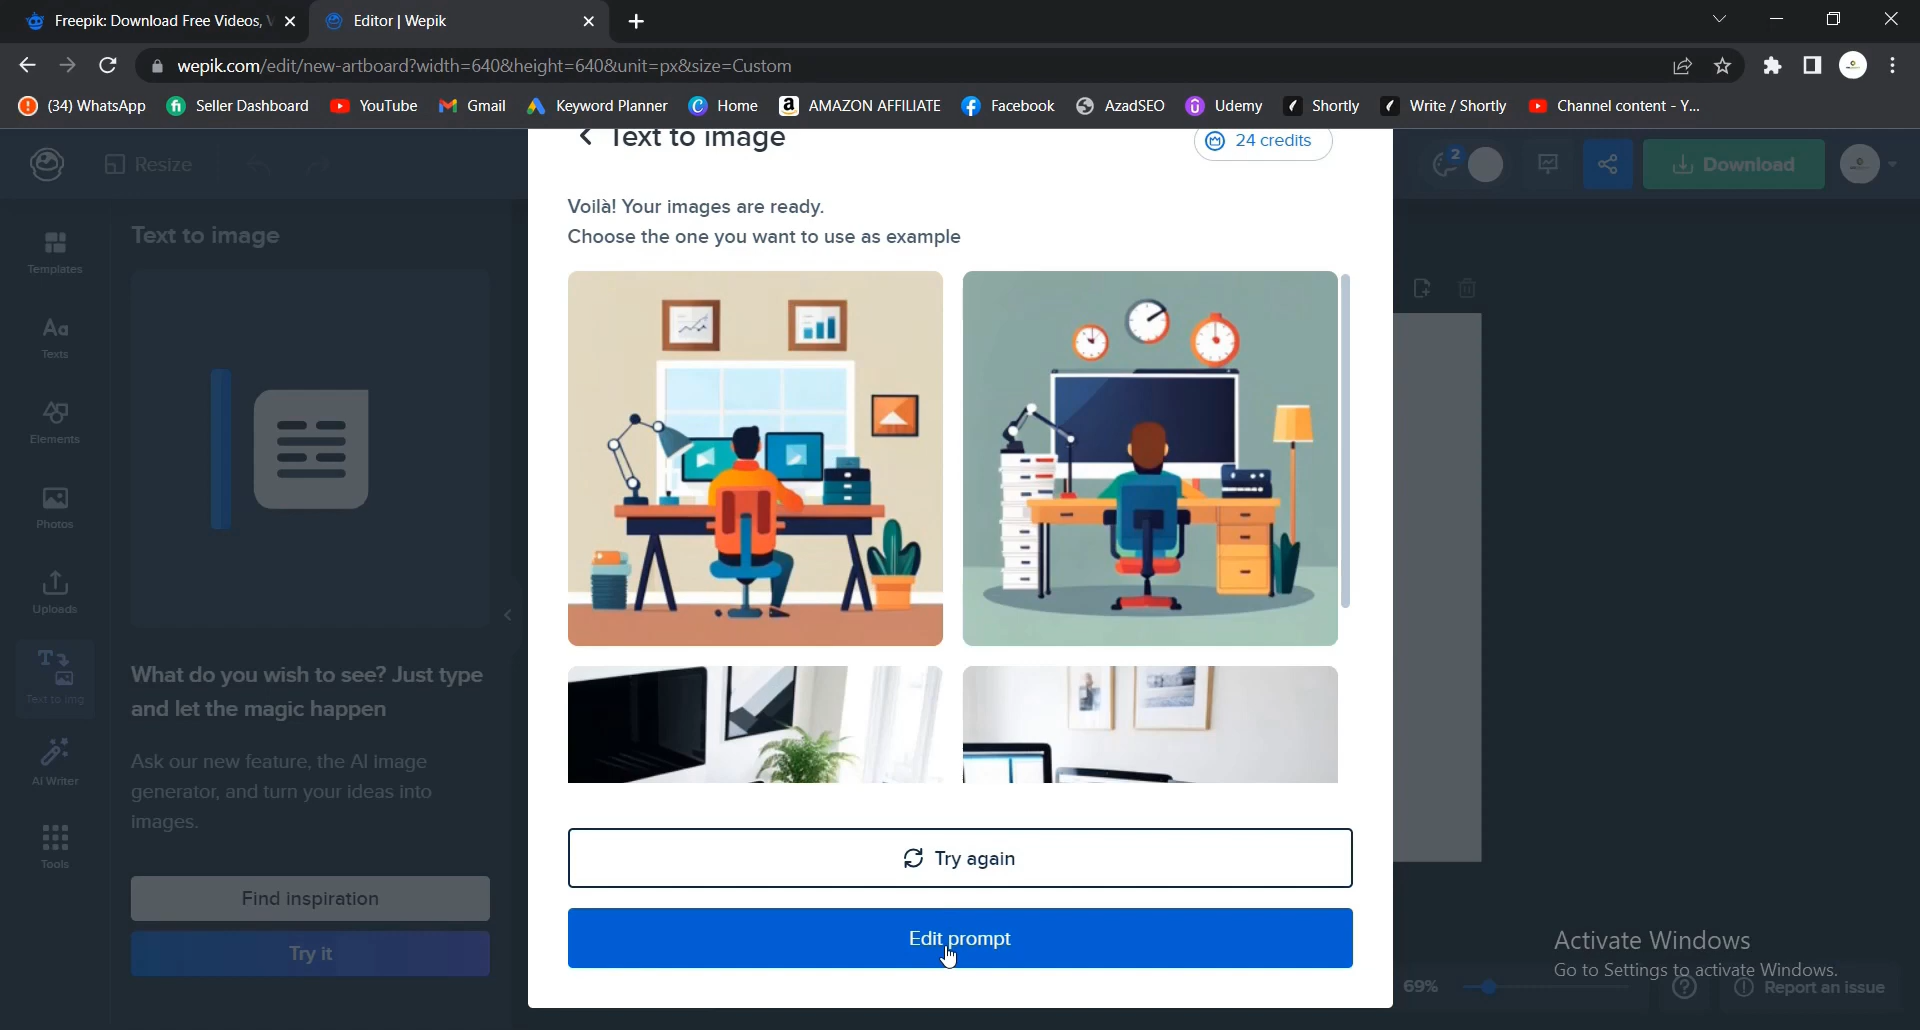 Freepik: Download Free Videos, V
Editor | Wepik
wepik.com/edit/new-artboard?width=640&height=640&unit=px&size=Custom
(34) WhatsApp
Seller Dashboard
YouTube
Gmail
Keyword Planner
Home
AMAZON AFFILIATE
Facebook
AzadSEO
Udemy
Shortly
Write / Shortly
Channel content - Y...
Resize
Text to image
24 credits
2
Download
Voilà! Your images are ready.
Choose the one you want to use as example
Templates
Texts
Elements
Photos
Uploads
Text to img
AI Writer
Tools
Text to image
What do you wish to see? Just type
and let the magic happen
Ask our new feature, the AI image
generator, and turn your ideas into
images.
Find inspiration
Try it
Try again
Edit prompt
Activate Windows
Go to Settings to activate Windows.
69%
Report an issue